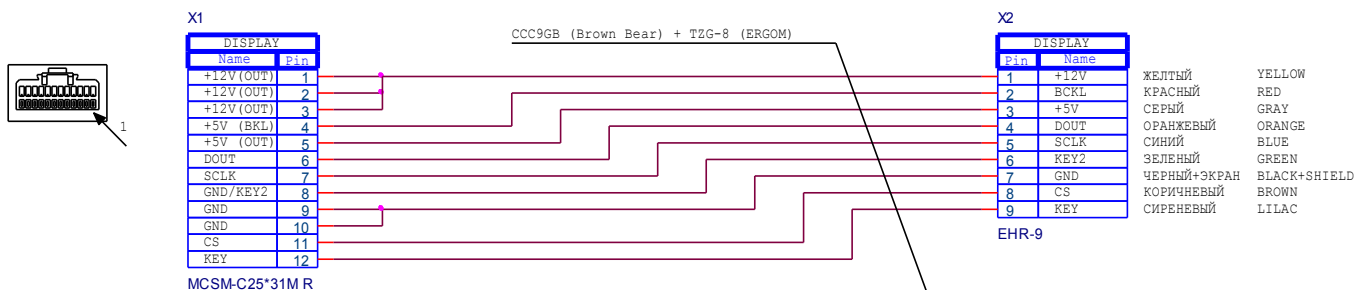 X1
CCC9GB (Brown Bear) + TZG-8 (ERGOM)
X2
DISPLAY
DISPLAY
Name Pin
Pin Name
+12V(OUT) 1
1 +12V ЖЕЛТЫЙ YELLOW
+12V(OUT) 2
2 BCKL КРАСНЫЙ RED
+12V(OUT) 3
3 +5V СЕРЫЙ GRAY
+5V (BKL) 4
4 DOUT ОРАНЖЕВЫЙ ORANGE
+5V (OUT) 5
5 SCLK СИНИЙ BLUE
DOUT 6
6 KEY2 ЗЕЛЕНЫЙ GREEN
SCLK 7
7 GND ЧЕРНЫЙ+ЭКРАН BLACK+SHIELD
GND/KEY2 8
8 CS КОРИЧНЕВЫЙ BROWN
GND 9
9 KEY СИРЕНЕВЫЙ LILAC
GND 10
CS 11
KEY 12
EHR-9
MCSM-C25*31M R
1